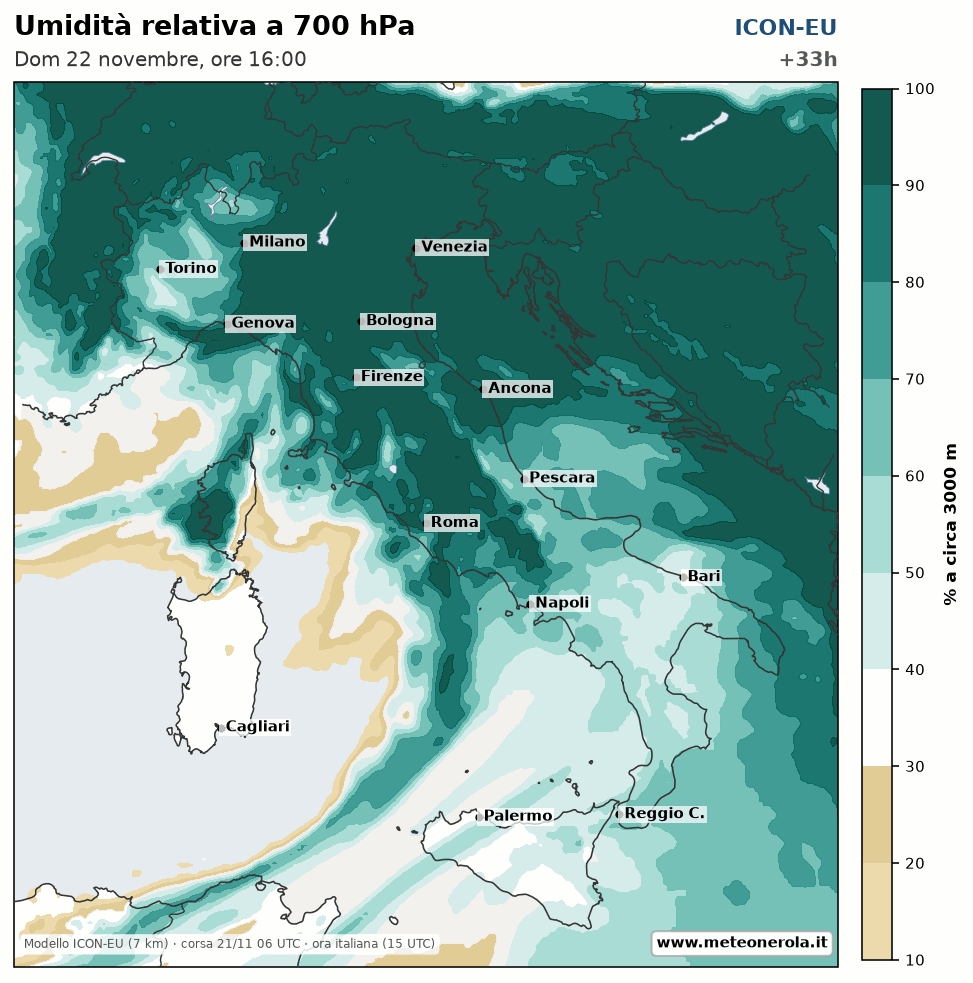 Umidità relativa a 700 hPa
ICON-EU
Dom 22 novembre, ore 16:00
+33h
100
90
80
70
60
50
40
30
20
10
% a circa 3000 m
Milano
Venezia
Torino
Genova
Bologna
Firenze
Ancona
Pescara
Roma
Bari
Napoli
Cagliari
Palermo
Reggio C.
Modello ICON-EU (7 km) · corsa 21/11 06 UTC · ora italiana (15 UTC)
www.meteonerola.it